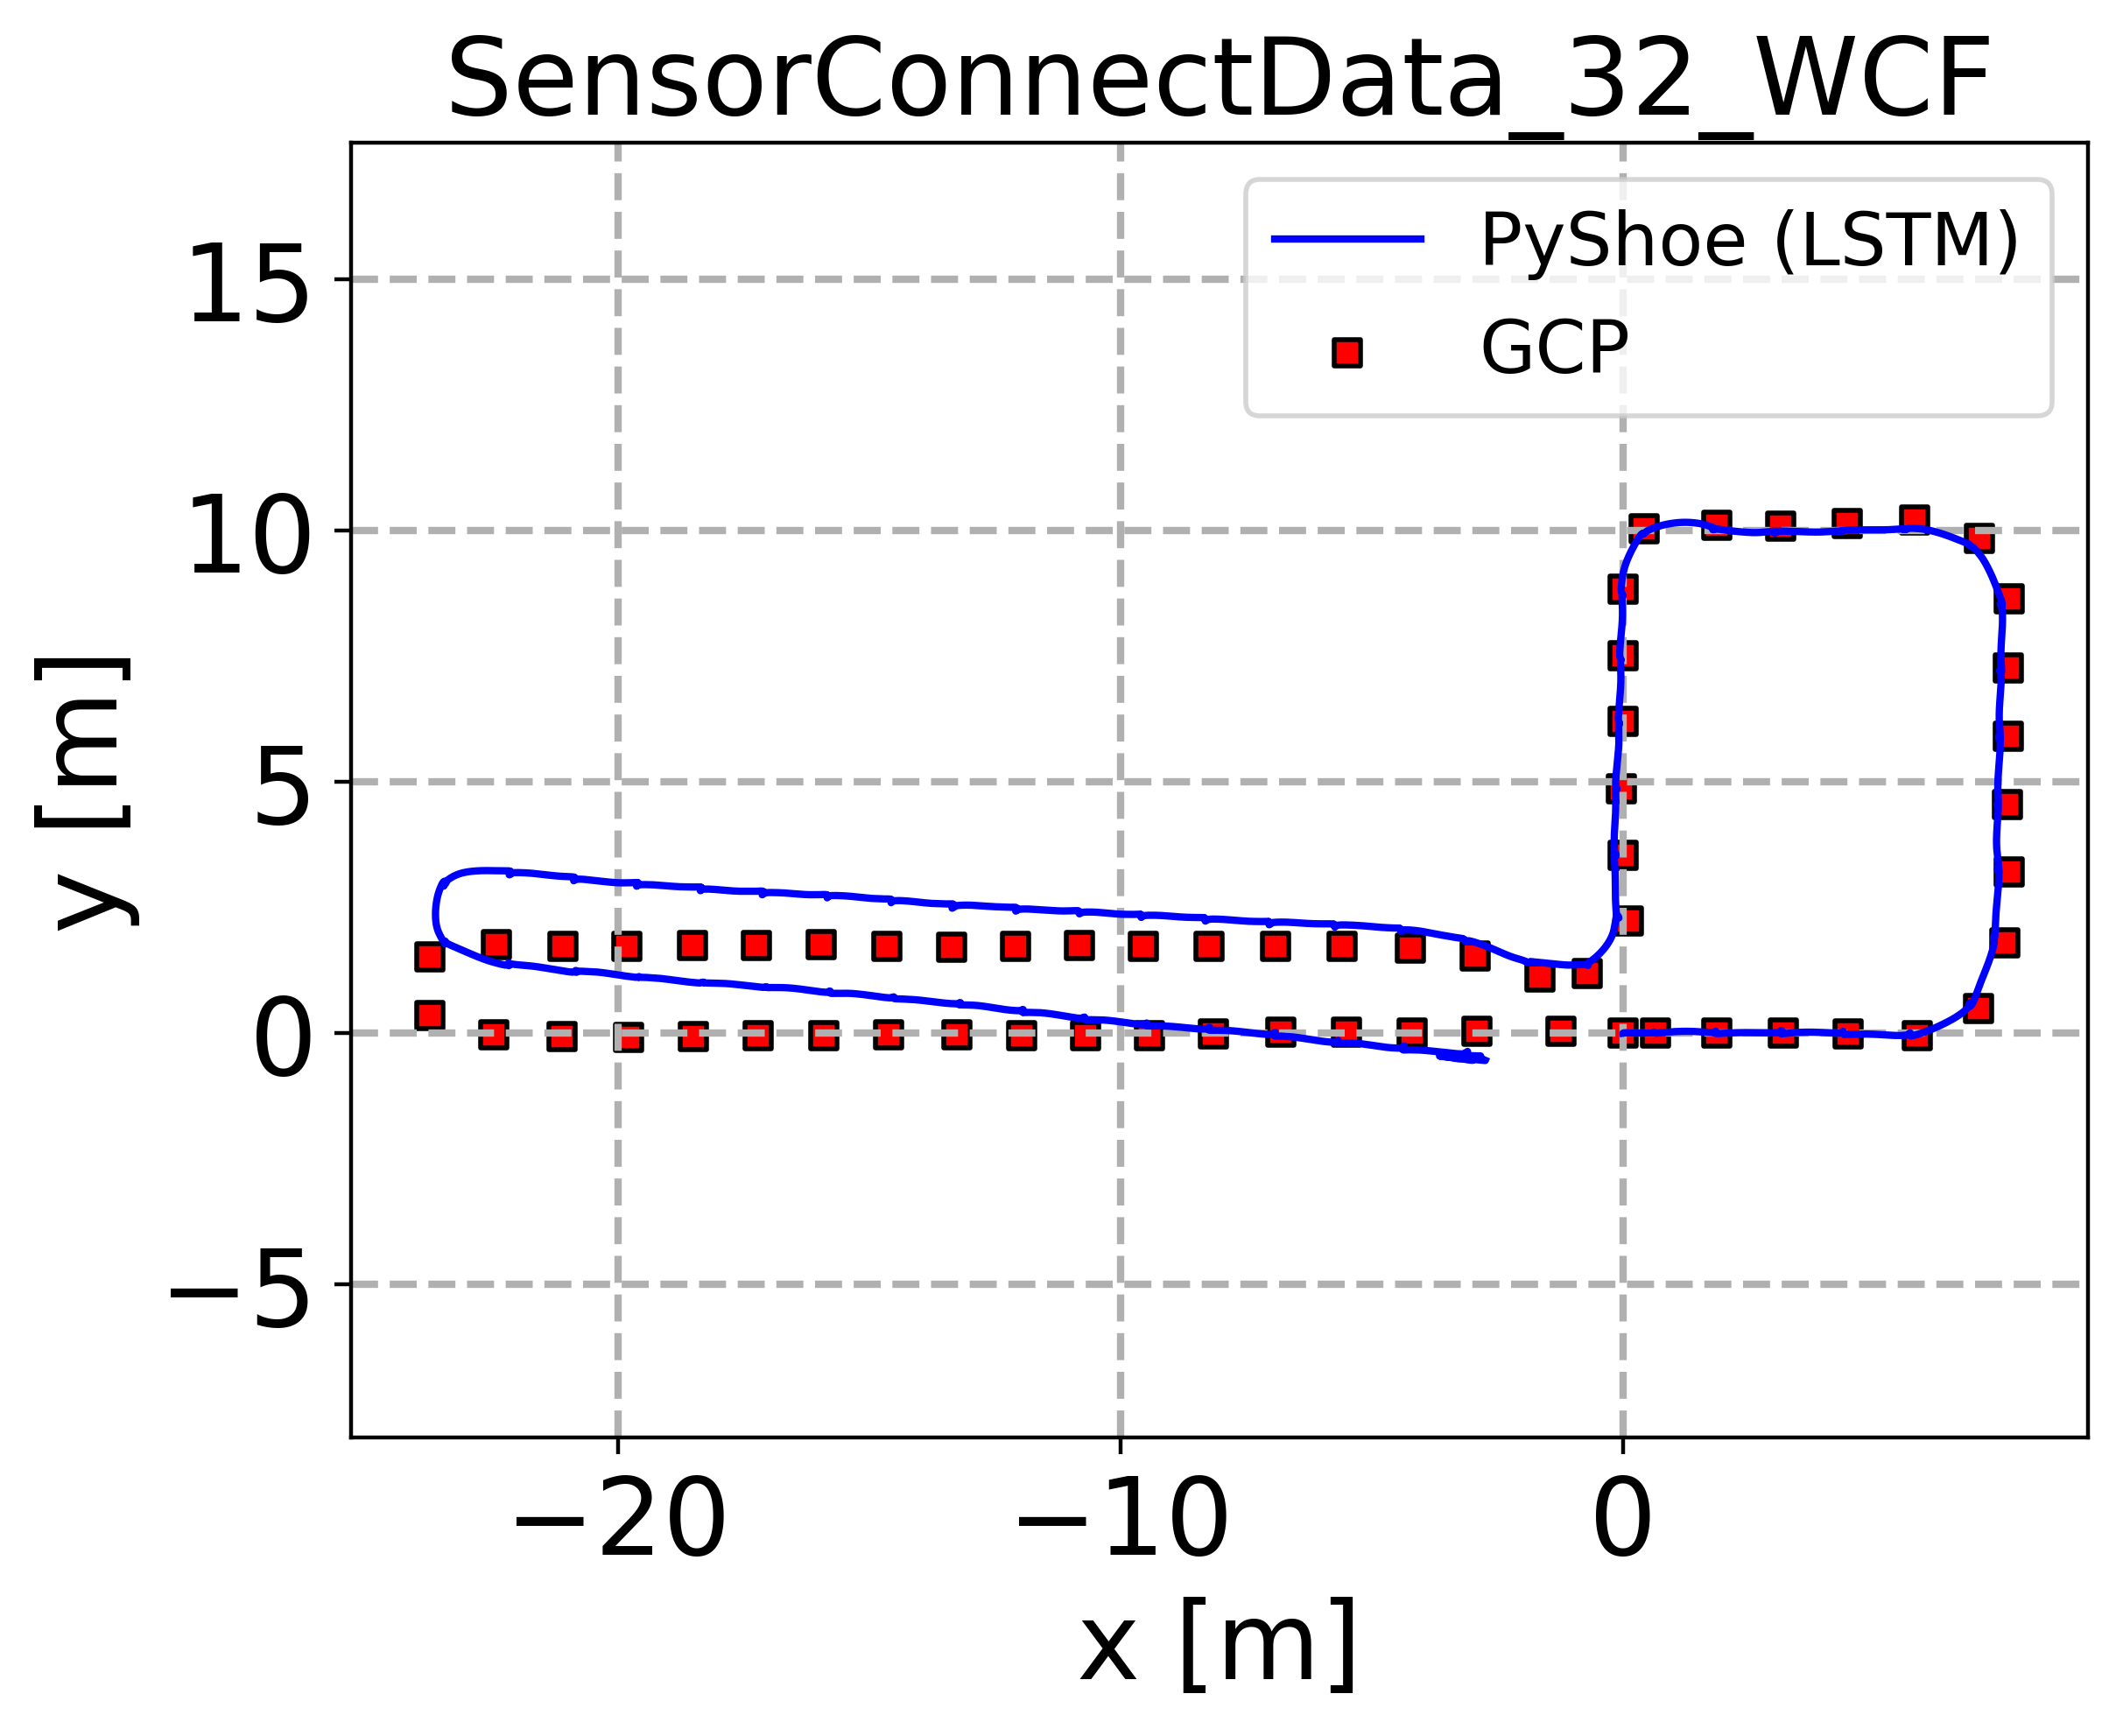 SensorConnectData_32_WCF
PyShoe (LSTM)
GCP
15
10
5
0
−5
y [m]
−20
−10
0
x [m]